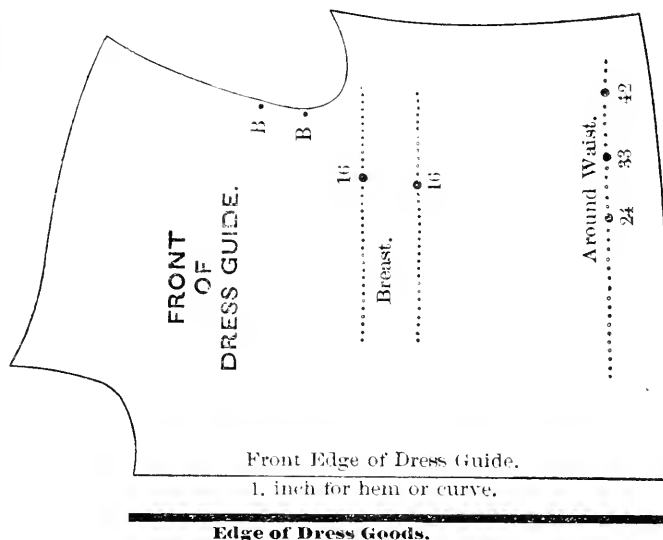 FRONT
OF
DRESS GUIDE.
B
B
16
Breast.
16
Around Waist.
24
33
42
Front Edge of Dress Guide.
1. inch for hem or curve.
Edge of Dress Goods.